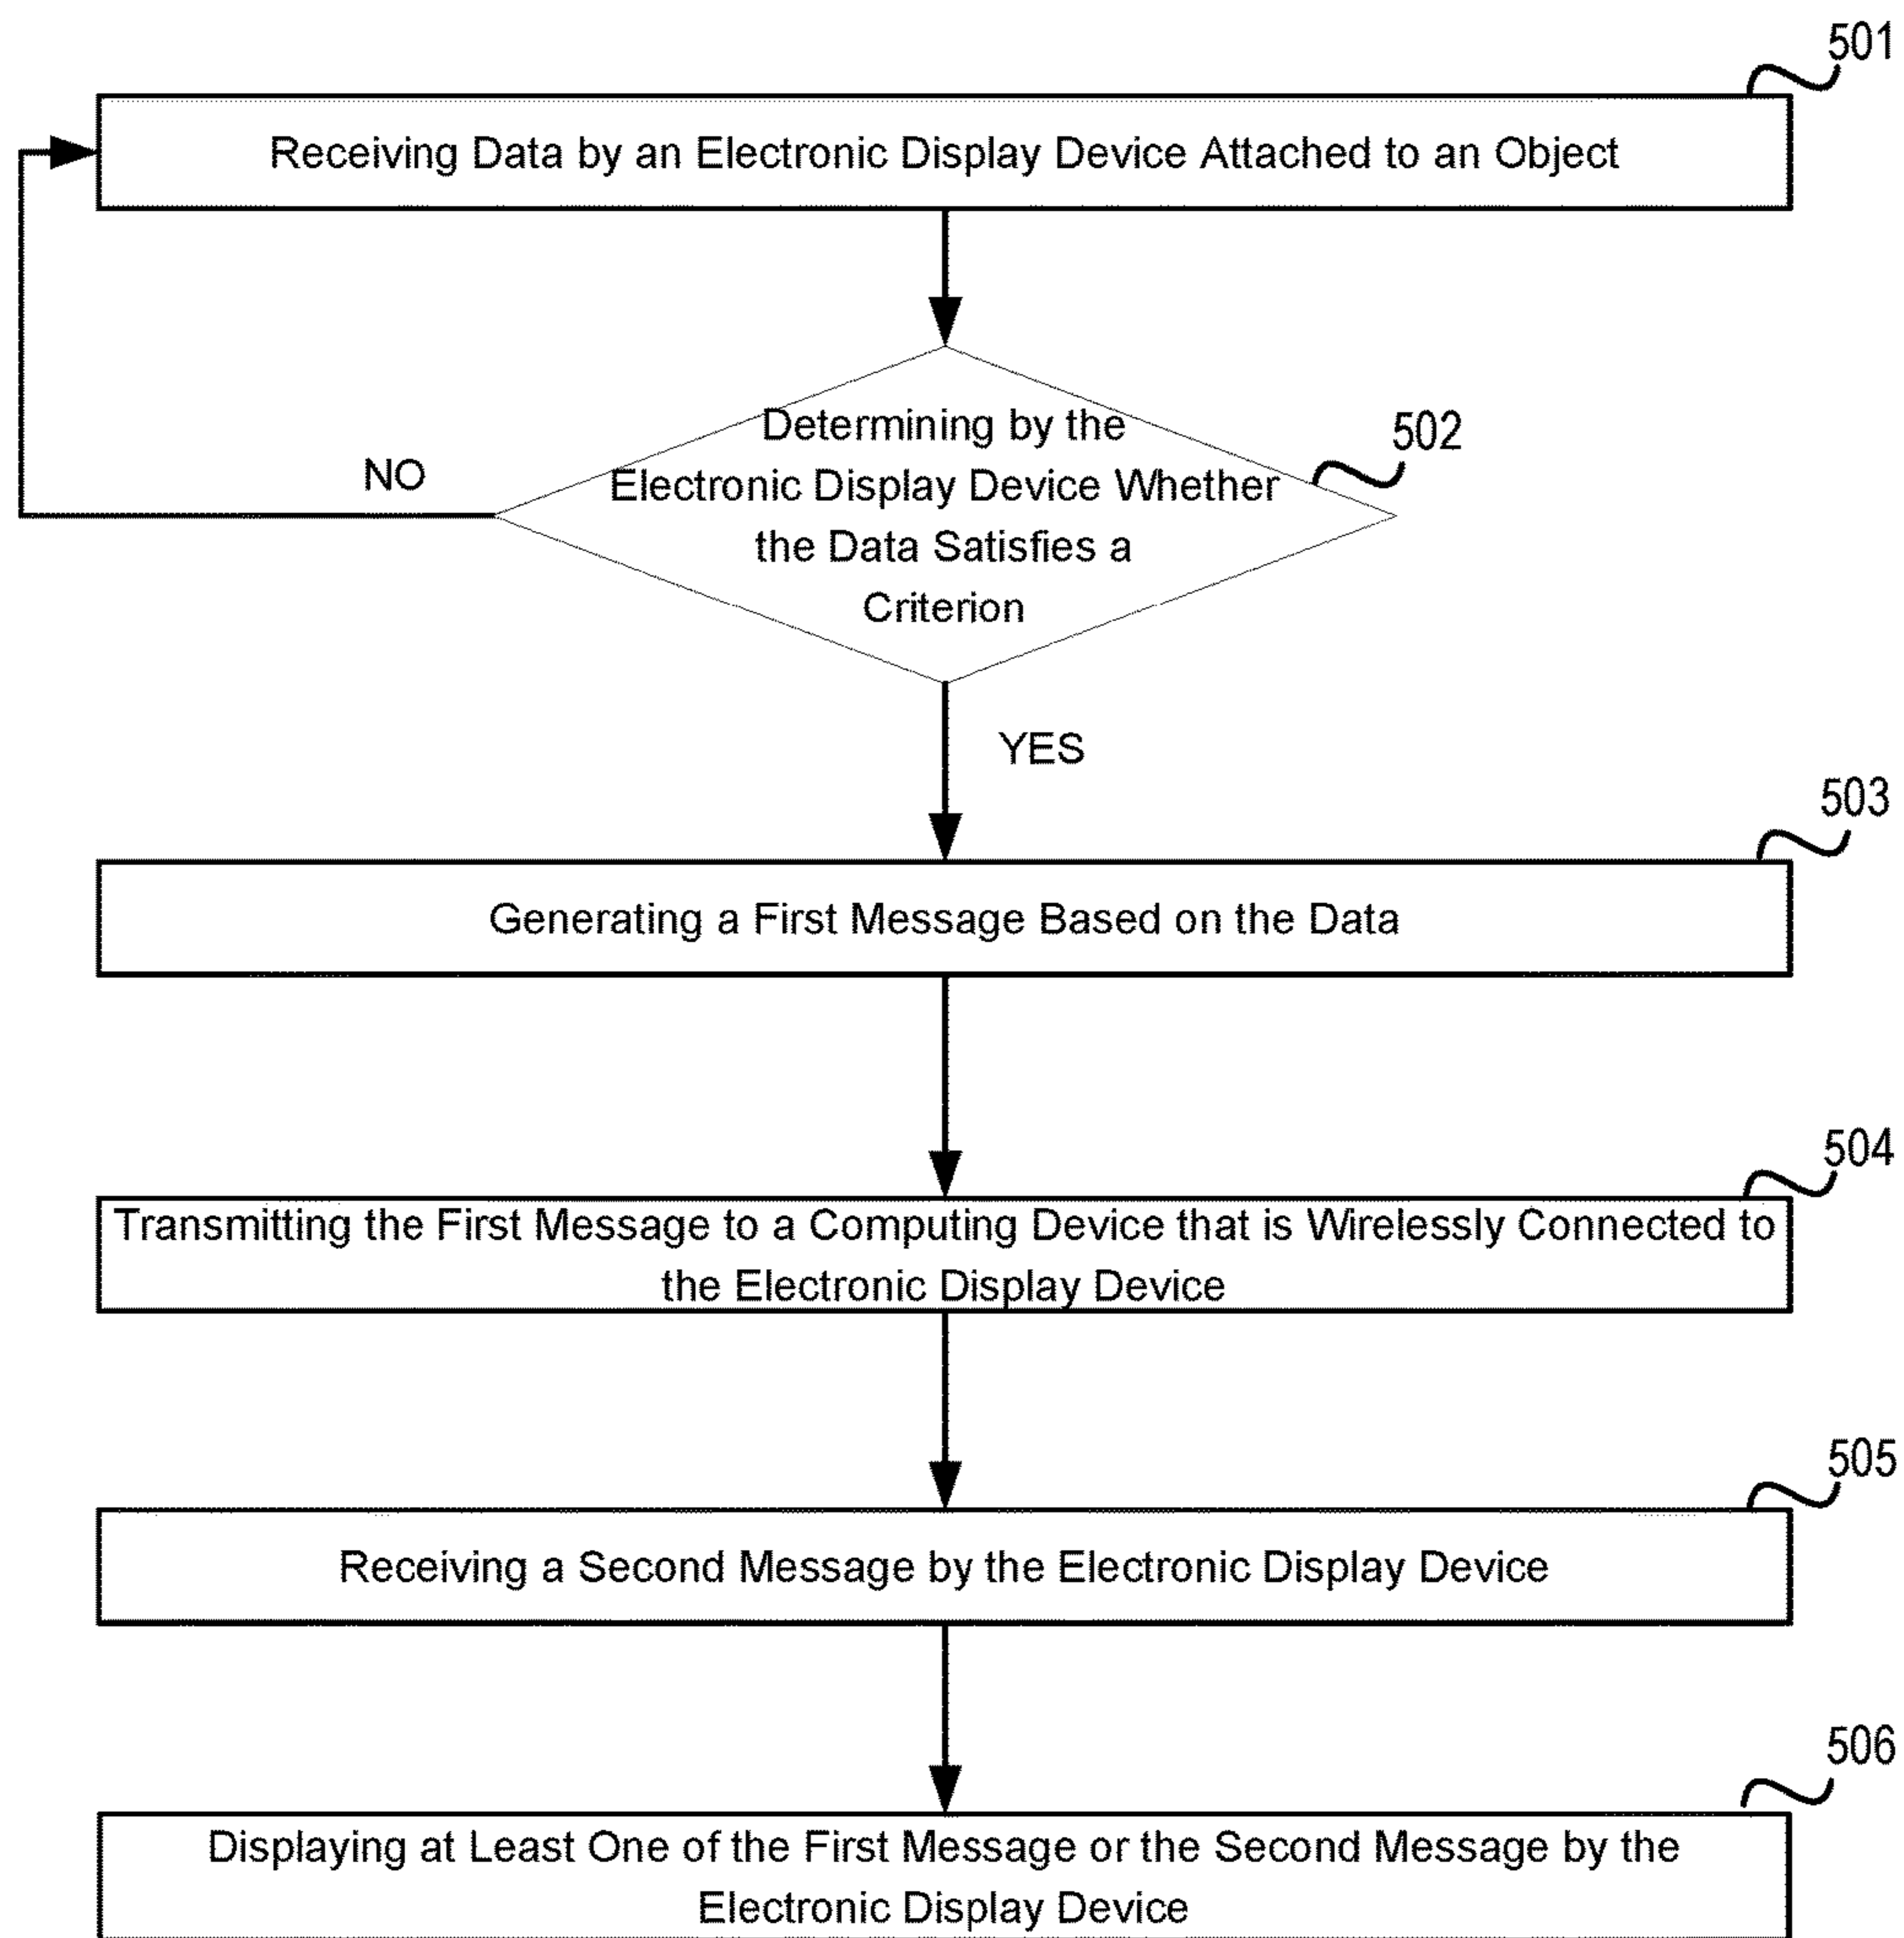 501
Receiving Data by an Electronic Display Device Attached to an Object
Determining by the
Electronic Display Device Whether
the Data Satisfies a
Criterion
502
NO
YES
503
Generating a First Message Based on the Data
504
Transmitting the First Message to a Computing Device that is Wirelessly Connected to
the Electronic Display Device
505
Receiving a Second Message by the Electronic Display Device
506
Displaying at Least One of the First Message or the Second Message by the
Electronic Display Device